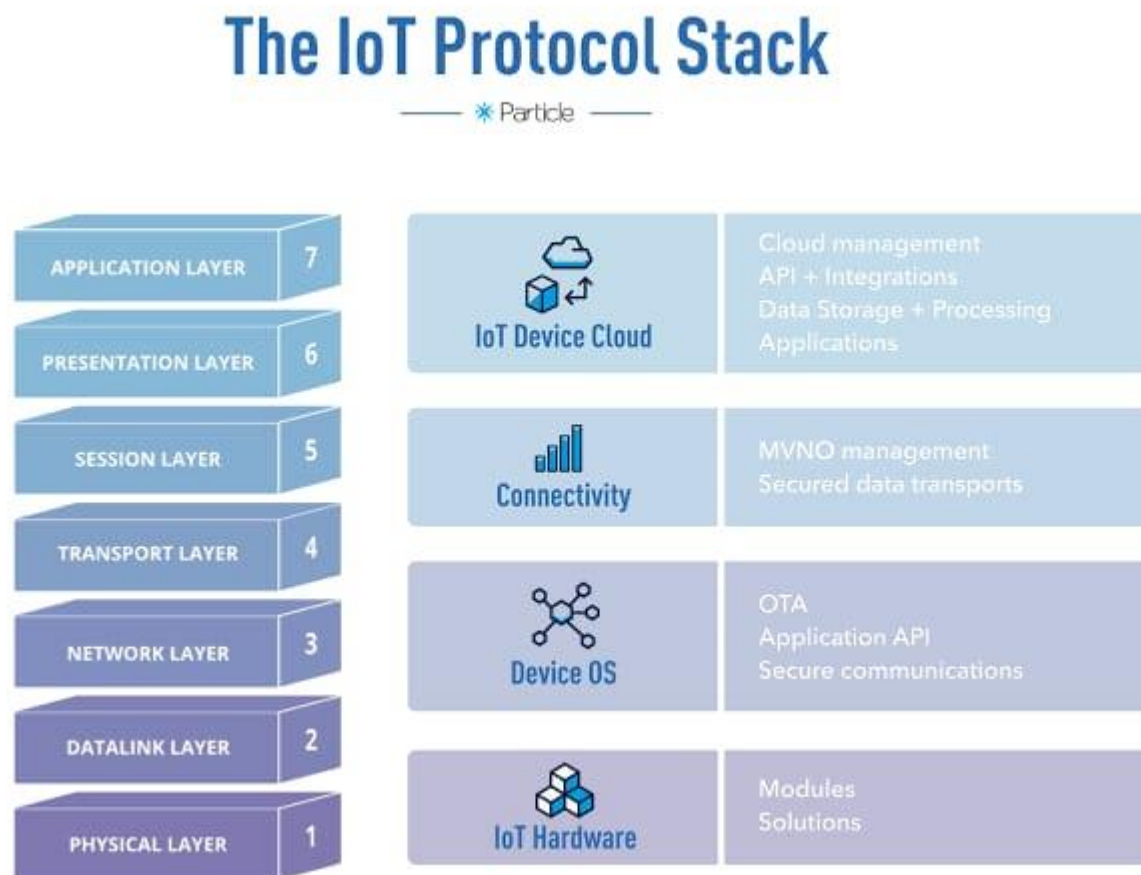 The IoT Protocol Stack
Particle
APPLICATION LAYER 7
PRESENTATION LAYER 6
SESSION LAYER 5
TRANSPORT LAYER 4
NETWORK LAYER 3
DATALINK LAYER 2
PHYSICAL LAYER 1
IoT Device Cloud
Cloud management
API + Integrations
Data Storage + Processing
Applications
Connectivity
MVNO management
Secured data transports
Device OS
OTA
Application API
Secure communications
IoT Hardware
Modules
Solutions